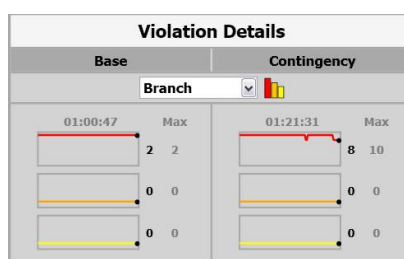 Violation Details
Base Contingency
Branch
01:00:47 Max 01:21:31 Max
2 2 8 10
0 0 0 0
0 0 0 0